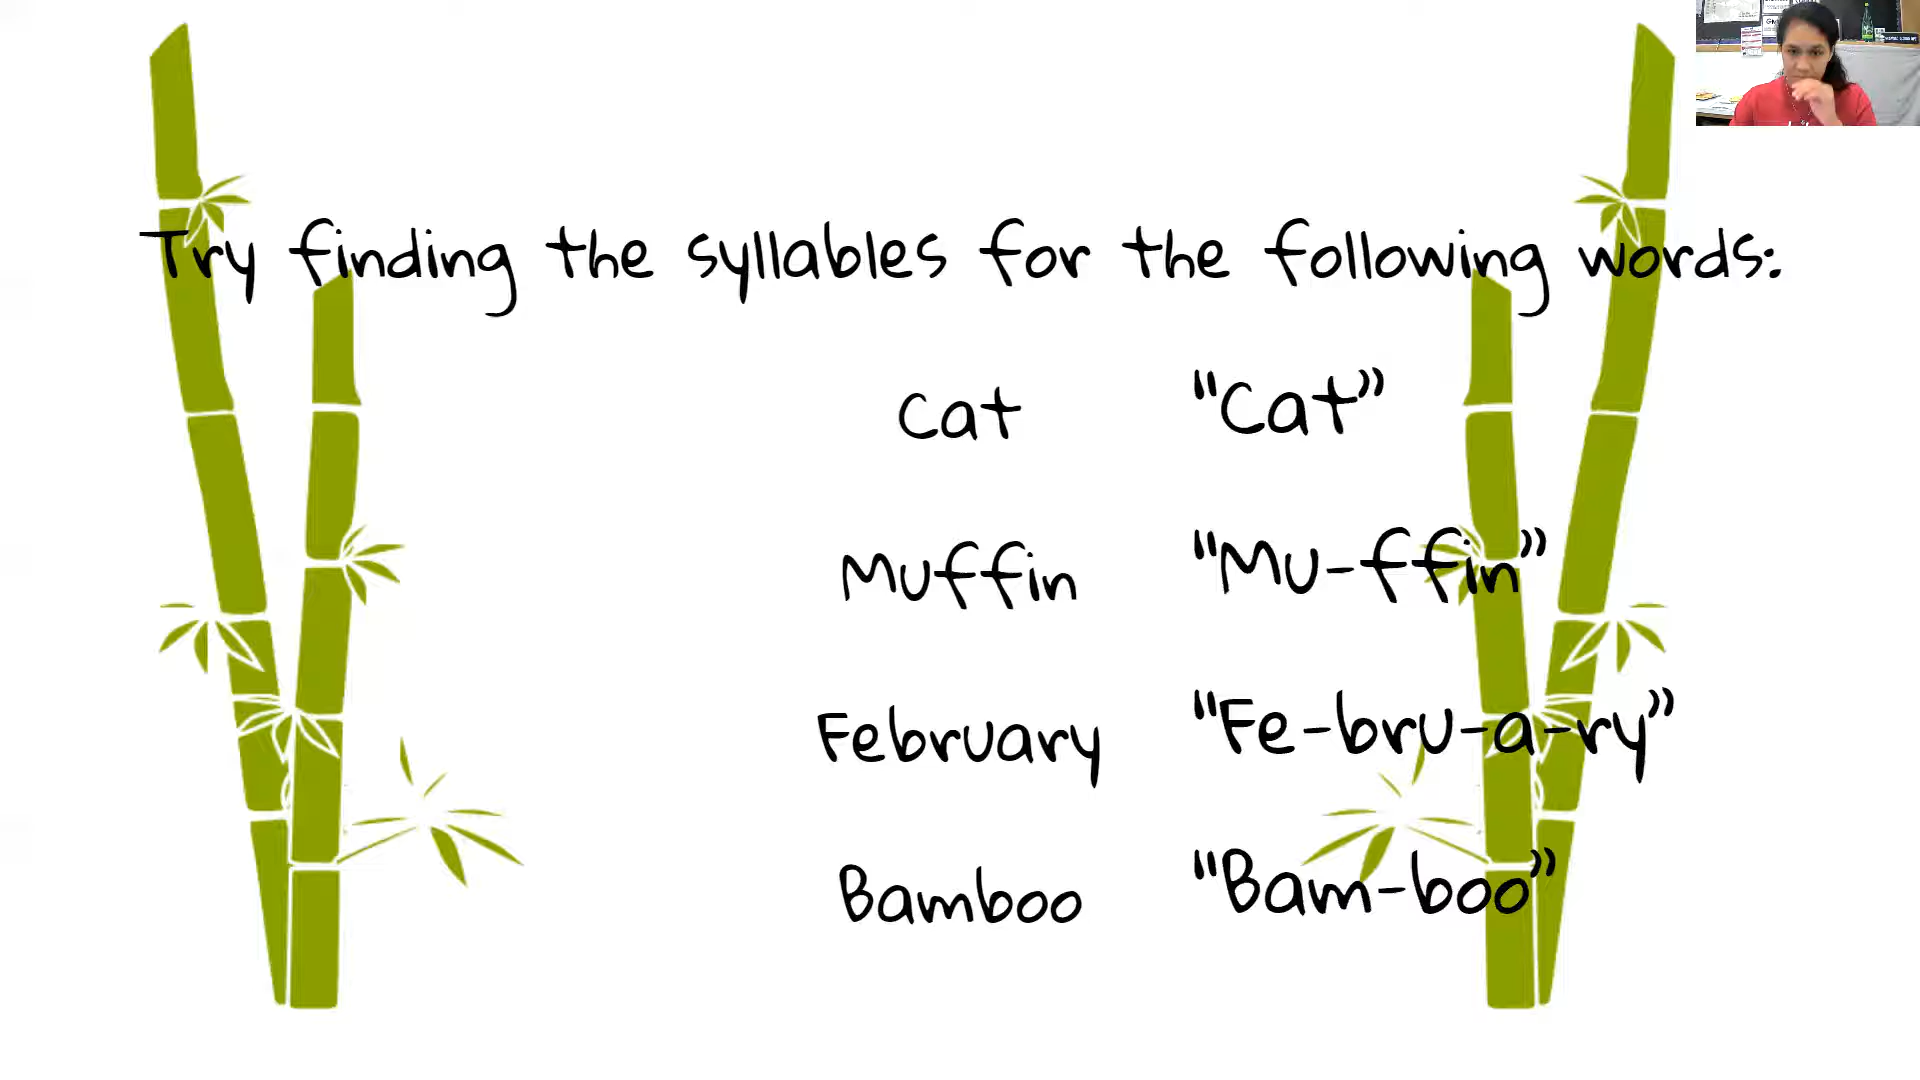 Try finding the syllables for the following words:
Cat "Cat"
Muffin "Mu-ffin"
February "Fe-bru-a-ry"
Bamboo "Bam-boo"